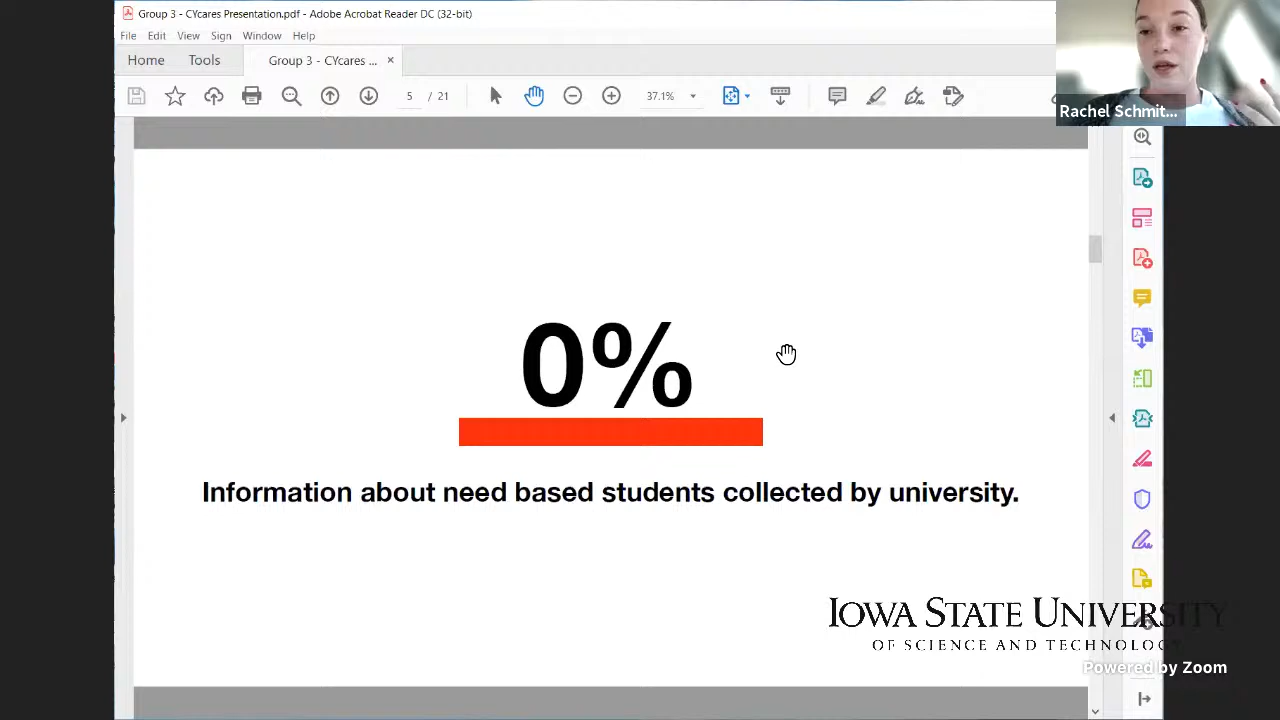 Group 3 - CYcares Presentation.pdf - Adobe Acrobat Reader DC (32-bit)
File Edit View Sign Window Help
Home Tools Group 3 - CYcares ... ×
5 / 21 37.1%
Rachel Schmit...
0%
Information about need based students collected by university.
IOWA STATE UNIVERSITY
OF SCIENCE AND TECHNOLOGY
Powered by Zoom